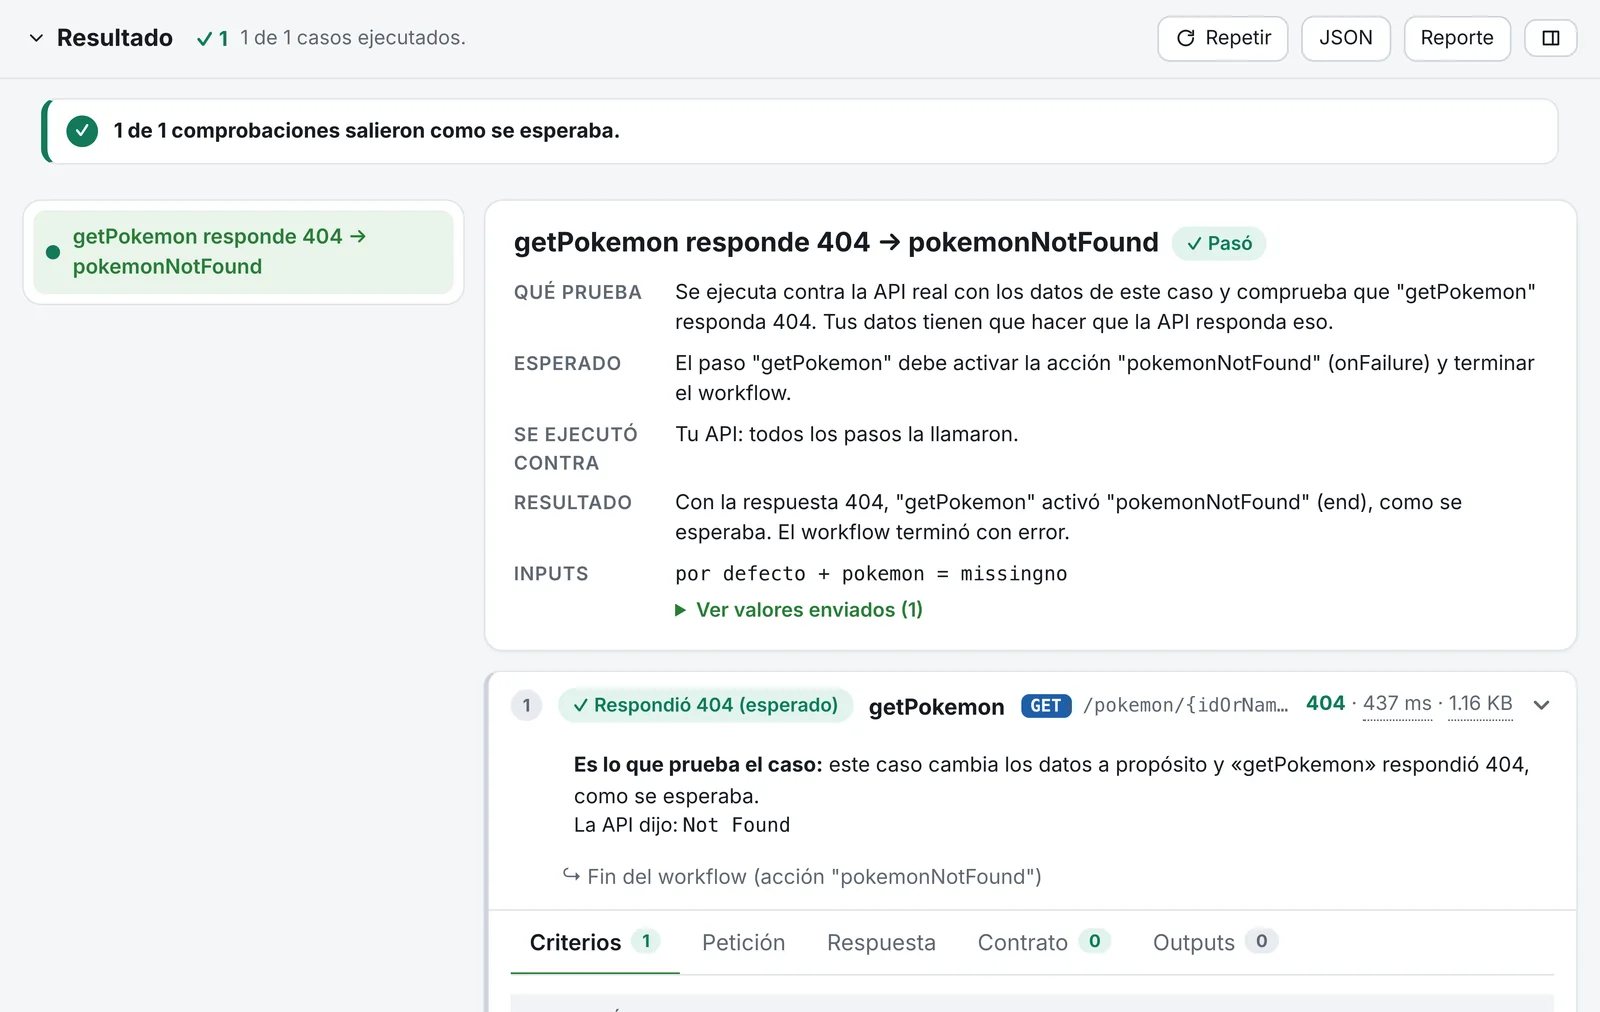 Resultado ✓ 1 1 de 1 casos ejecutados.
Repetir JSON Reporte
1 de 1 comprobaciones salieron como se esperaba.
getPokemon responde 404 →
pokemonNotFound
getPokemon responde 404 → pokemonNotFound ✓ Pasó
QUÉ PRUEBA Se ejecuta contra la API real con los datos de este caso y comprueba que "getPokemon"
responda 404. Tus datos tienen que hacer que la API responda eso.
ESPERADO El paso "getPokemon" debe activar la acción "pokemonNotFound" (onFailure) y terminar
el workflow.
SE EJECUTÓ Tu API: todos los pasos la llamaron.
CONTRA
RESULTADO Con la respuesta 404, "getPokemon" activó "pokemonNotFound" (end), como se
esperaba. El workflow terminó con error.
INPUTS por defecto + pokemon = missingno
▶ Ver valores enviados (1)
1 ✓ Respondió 404 (esperado) getPokemon GET /pokemon/{idOrNam… 404 · 437 ms · 1.16 KB
Es lo que prueba el caso: este caso cambia los datos a propósito y «getPokemon» respondió 404,
como se esperaba.
La API dijo: Not Found
↪ Fin del workflow (acción "pokemonNotFound")
Criterios 1 Petición Respuesta Contrato 0 Outputs 0